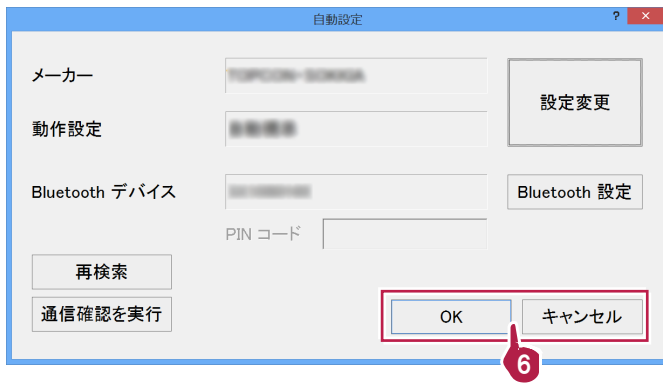 自動設定
? ×
メーカー
設定変更
動作設定
Bluetooth デバイス
Bluetooth 設定
PIN コード
再検索
通信確認を実行
OK
キャンセル
6